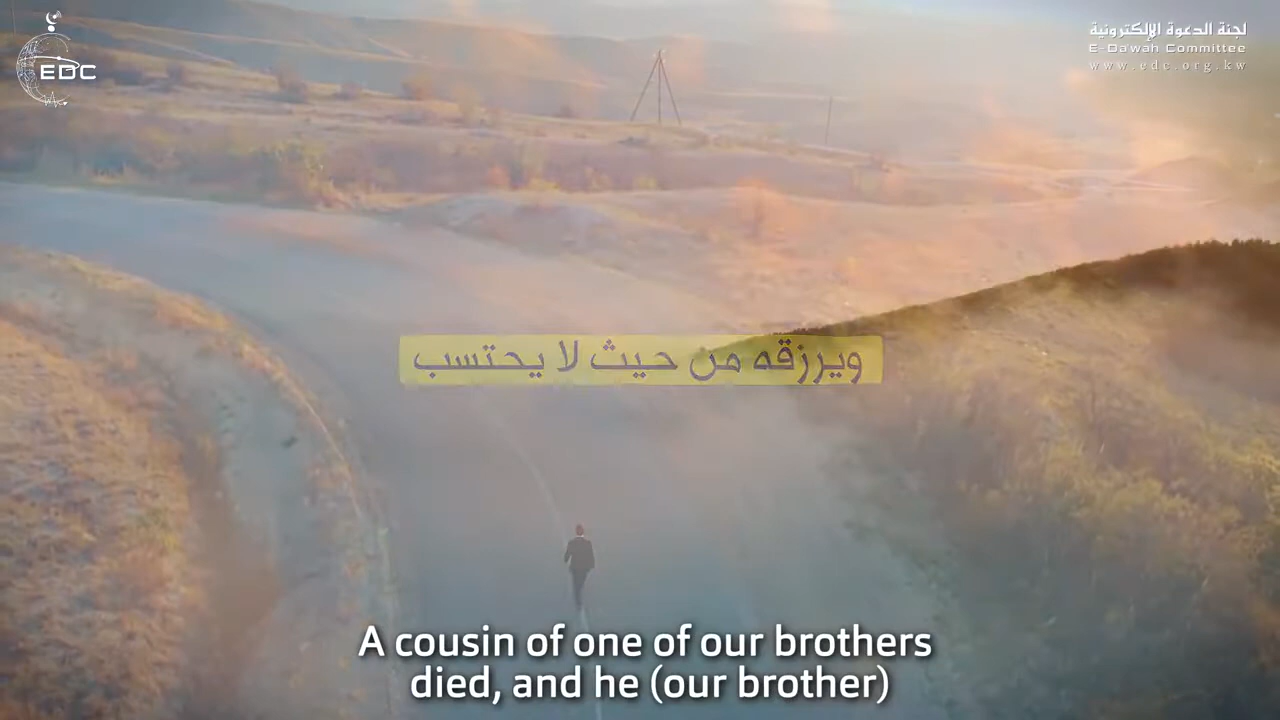 EDC
لجنة الدعوة الإلكترونية
E-Dawah Committee
www.edc.org.kw
ويرزقه من حيث لا يحتسب
A cousin of one of our brothers
died, and he (our brother)